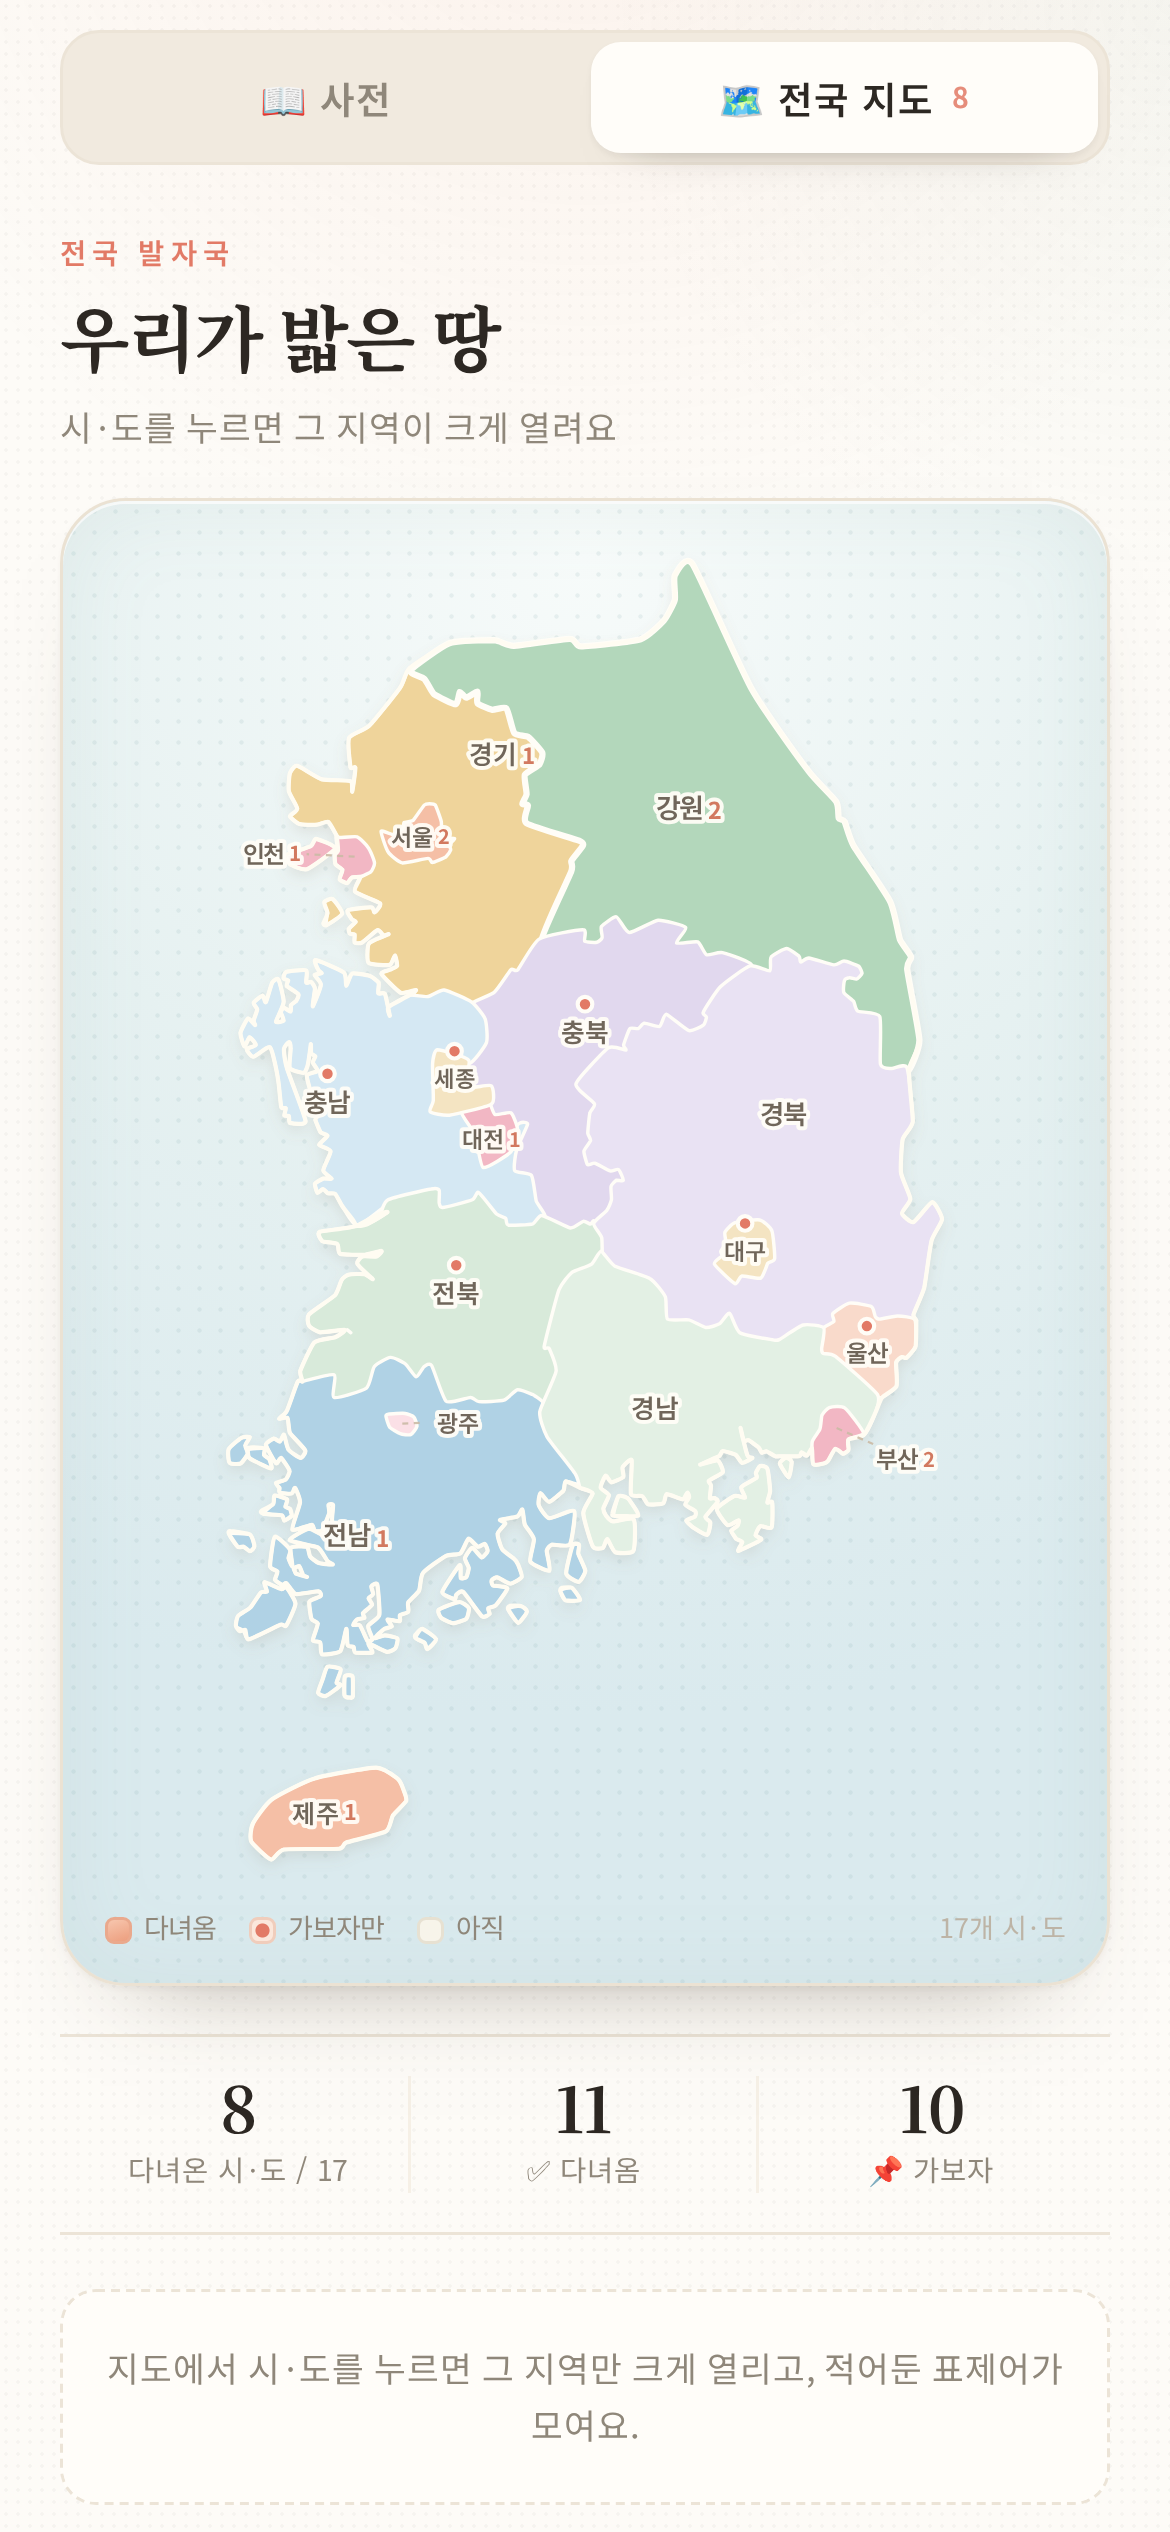 📖 사전
🗺️ 전국 지도 8
전국 발자국
우리가 밟은 땅
시·도를 누르면 그 지역이 크게 열려요
경기 1
강원 2
서울 2
인천 1
충북
세종
충남
경북
대전 1
대구
전북
울산
경남
광주
부산 2
전남 1
제주 1
다녀옴 가보자만 아직 17개 시·도
8 11 10
다녀온 시·도 / 17 ✅ 다녀옴 📌 가보자
지도에서 시·도를 누르면 그 지역만 크게 열리고, 적어둔 표제어가
모여요.